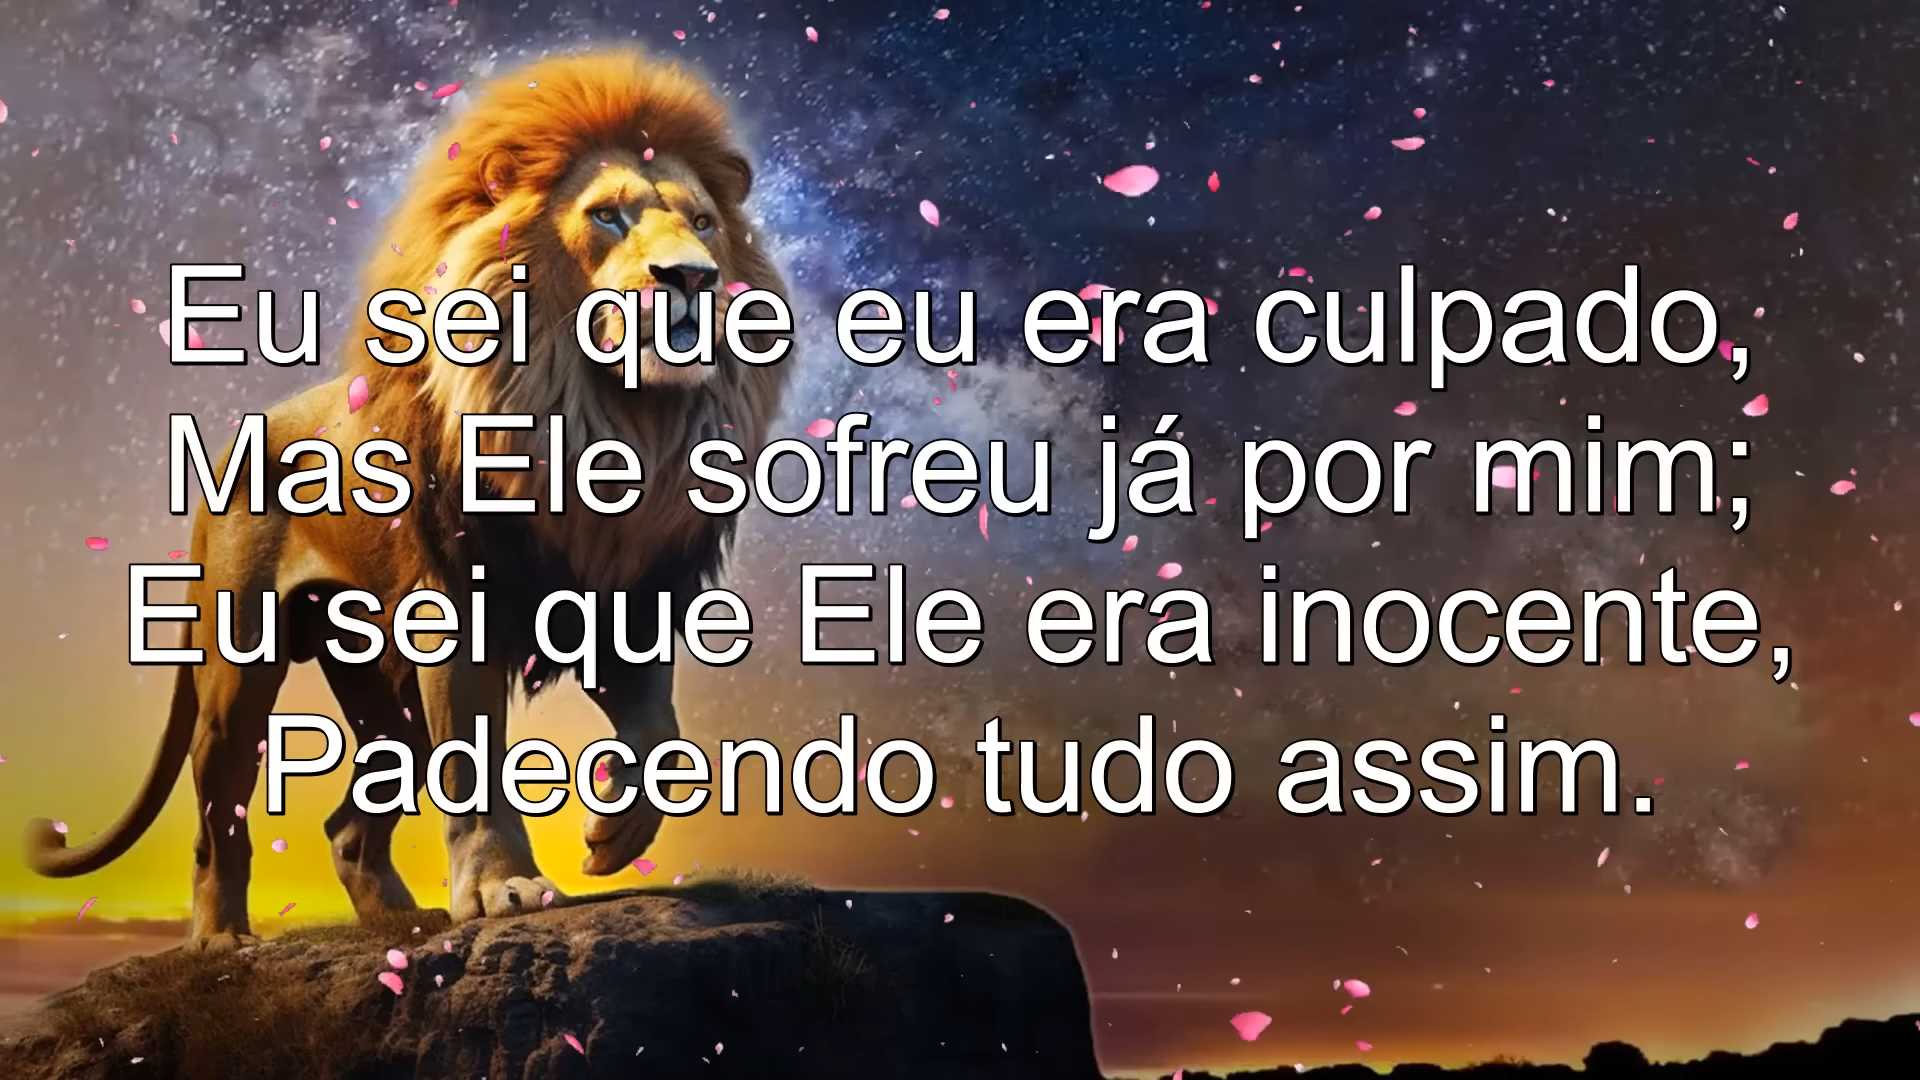 Eu sei que eu era culpado,
Mas Ele sofreu já por mim;
Eu sei que Ele era inocente,
Padecendo tudo assim.